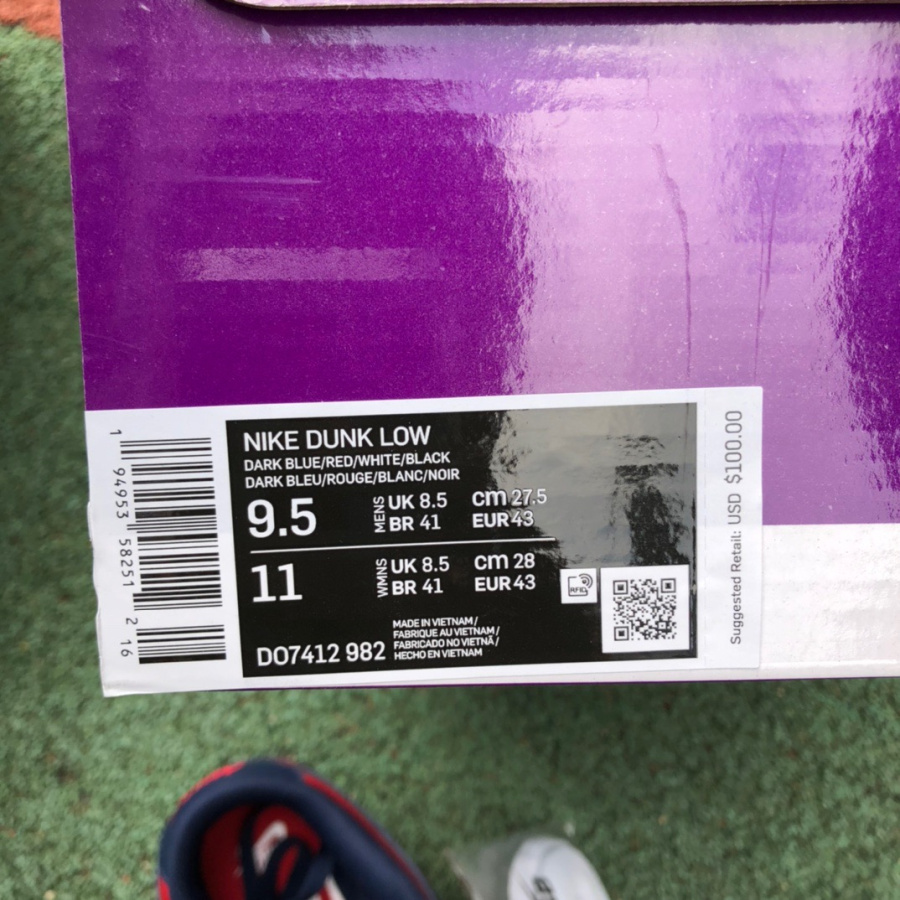 NIKE DUNK LOW
DARK BLUE/RED/WHITE/BLACK
DARK BLEU/ROUGE/BLANC/NOIR
9.5 MENS UK 8.5 cm 27.5
BR 41 EUR 43
11 WMNS UK 8.5 cm 28
BR 41 EUR 43
RFID
DO7412 982
MADE IN VIETNAM/
FABRIQUE AU VIETNAM/
FABRICADO NO VIETNÃ/
HECHO EN VIETNAM
1 94953 58251 2 16
Suggested Retail: USD $100.00